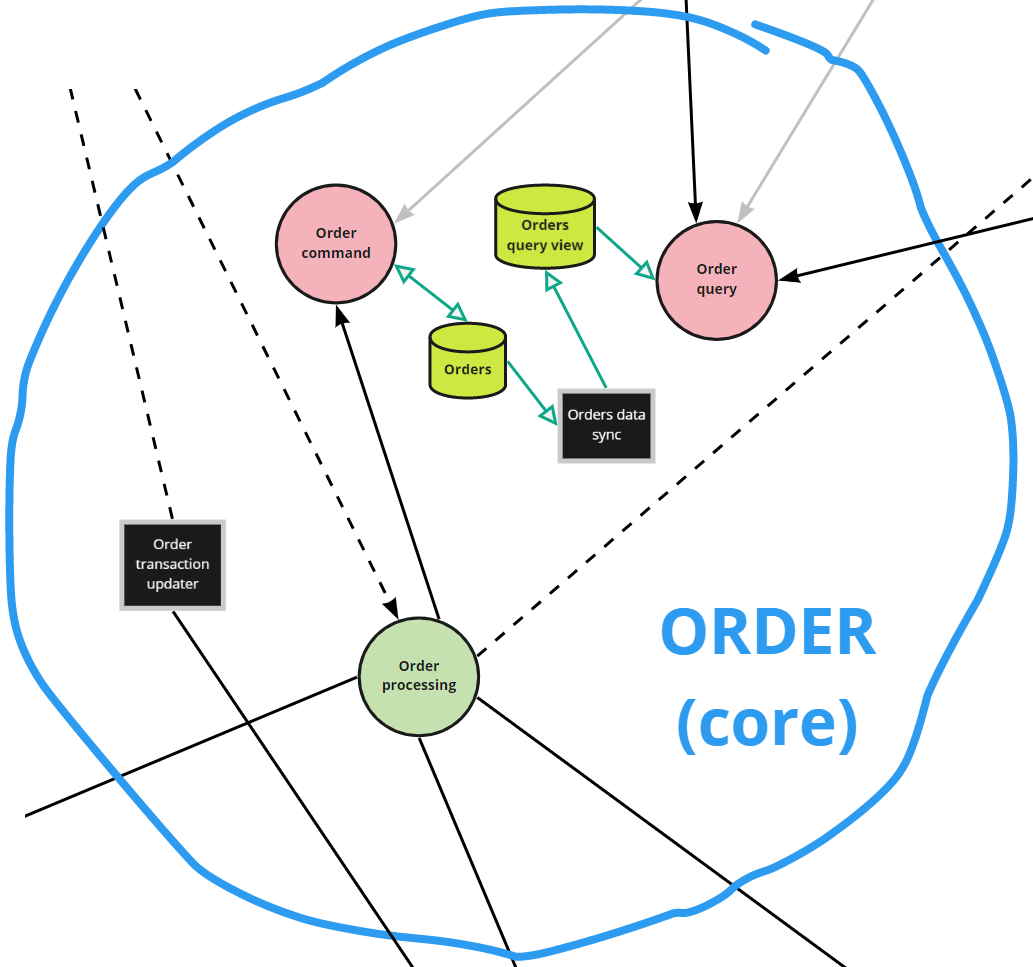 Order
command
Orders
query view
Order
query
Orders
Orders data
sync
Order
transaction
updater
Order
processing
ORDER
(core)